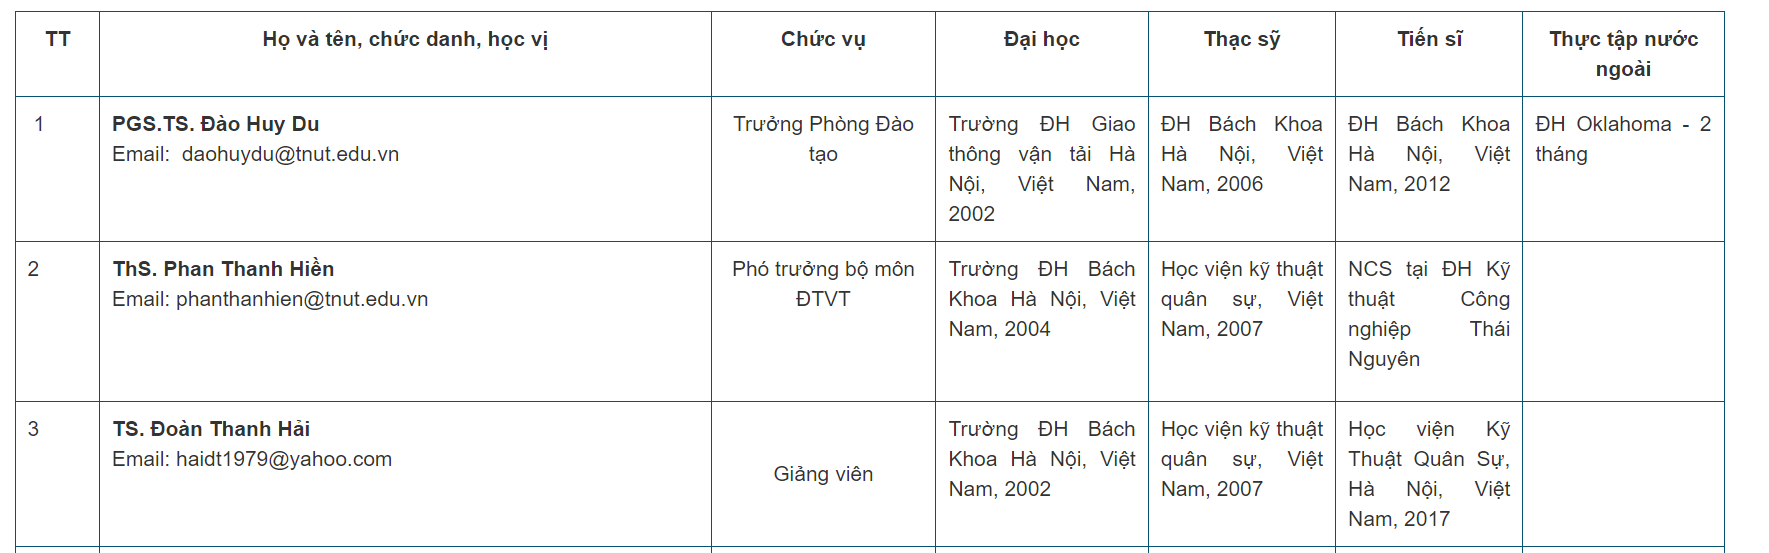 TT
Họ và tên, chức danh, học vị
Chức vụ
Đại học
Thạc sỹ
Tiến sĩ
Thực tập nước
ngoài
1
PGS.TS. Đào Huy Du
Email: daohuydu@tnut.edu.vn
Trưởng Phòng Đào
tạo
Trường ĐH Giao
thông vận tải Hà
Nội, Việt Nam,
2002
ĐH Bách Khoa
Hà Nội, Việt
Nam, 2006
ĐH Bách Khoa
Hà Nội, Việt
Nam, 2012
ĐH Oklahoma - 2
tháng
2
ThS. Phan Thanh Hiền
Email: phanthanhien@tnut.edu.vn
Phó trưởng bộ môn
ĐTVT
Trường ĐH Bách
Khoa Hà Nội, Việt
Nam, 2004
Học viện kỹ thuật
quân sự, Việt
Nam, 2007
NCS tại ĐH Kỹ
thuật Công
nghiệp Thái
Nguyên
3
TS. Đoàn Thanh Hải
Email: haidt1979@yahoo.com
Giảng viên
Trường ĐH Bách
Khoa Hà Nội, Việt
Nam, 2002
Học viện kỹ thuật
quân sự, Việt
Nam, 2007
Học viện Kỹ
Thuật Quân Sự,
Hà Nội, Việt
Nam, 2017